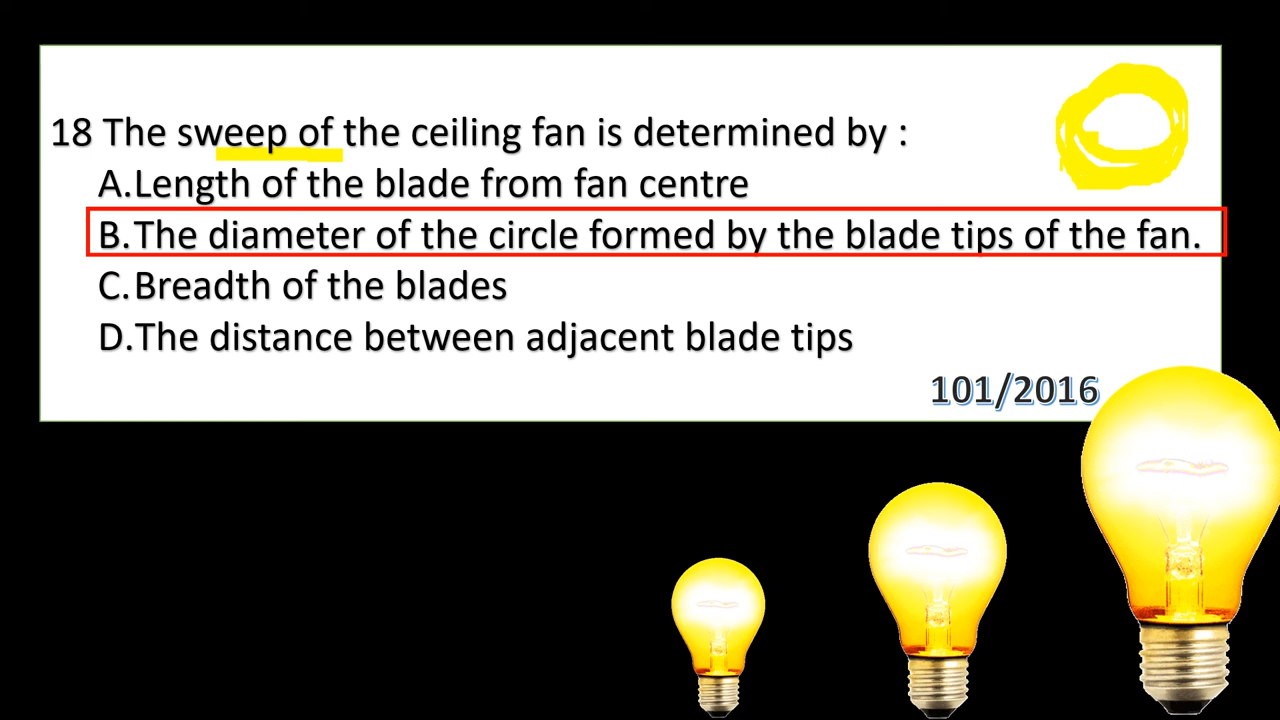 18 The sweep of the ceiling fan is determined by :
A.Length of the blade from fan centre
B.The diameter of the circle formed by the blade tips of the fan.
C.Breadth of the blades
D.The distance between adjacent blade tips
101/2016